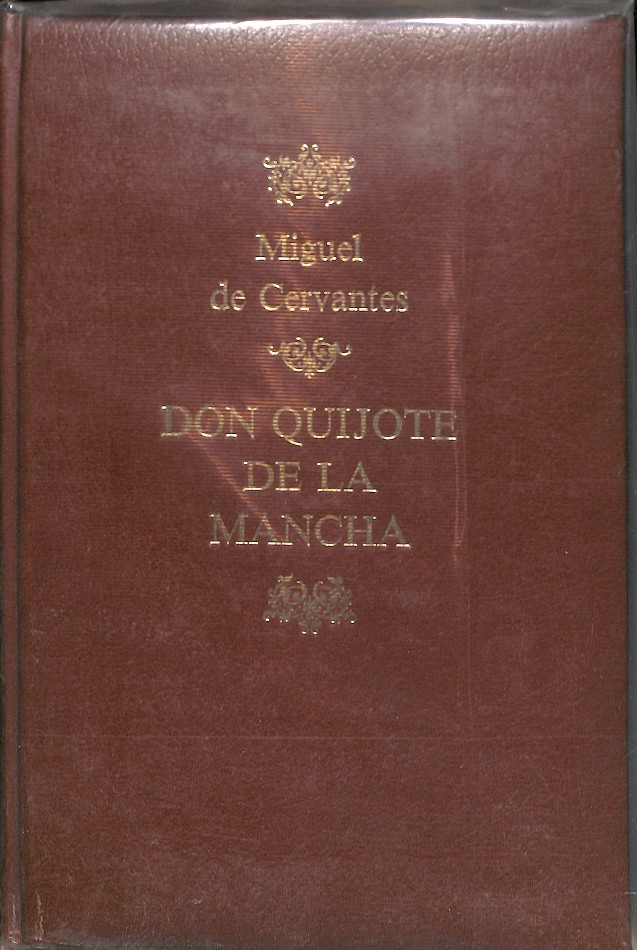 Miguel
de Cervantes
DON QUIJOTE
DE LA
MANCHA